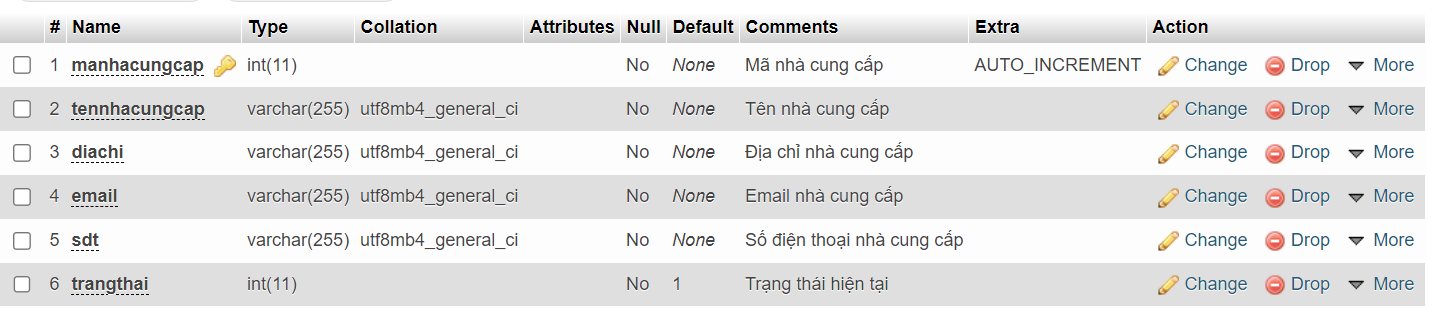 # Name Type Collation Attributes Null Default Comments Extra Action
1 manhacungcap int(11) No None Mã nhà cung cấp AUTO_INCREMENT Change Drop More
2 tennhacungcap varchar(255) utf8mb4_general_ci No None Tên nhà cung cấp Change Drop More
3 diachi varchar(255) utf8mb4_general_ci No None Địa chỉ nhà cung cấp Change Drop More
4 email varchar(255) utf8mb4_general_ci No None Email nhà cung cấp Change Drop More
5 sdt varchar(255) utf8mb4_general_ci No None Số điện thoại nhà cung cấp Change Drop More
6 trangthai int(11) No 1 Trạng thái hiện tại Change Drop More